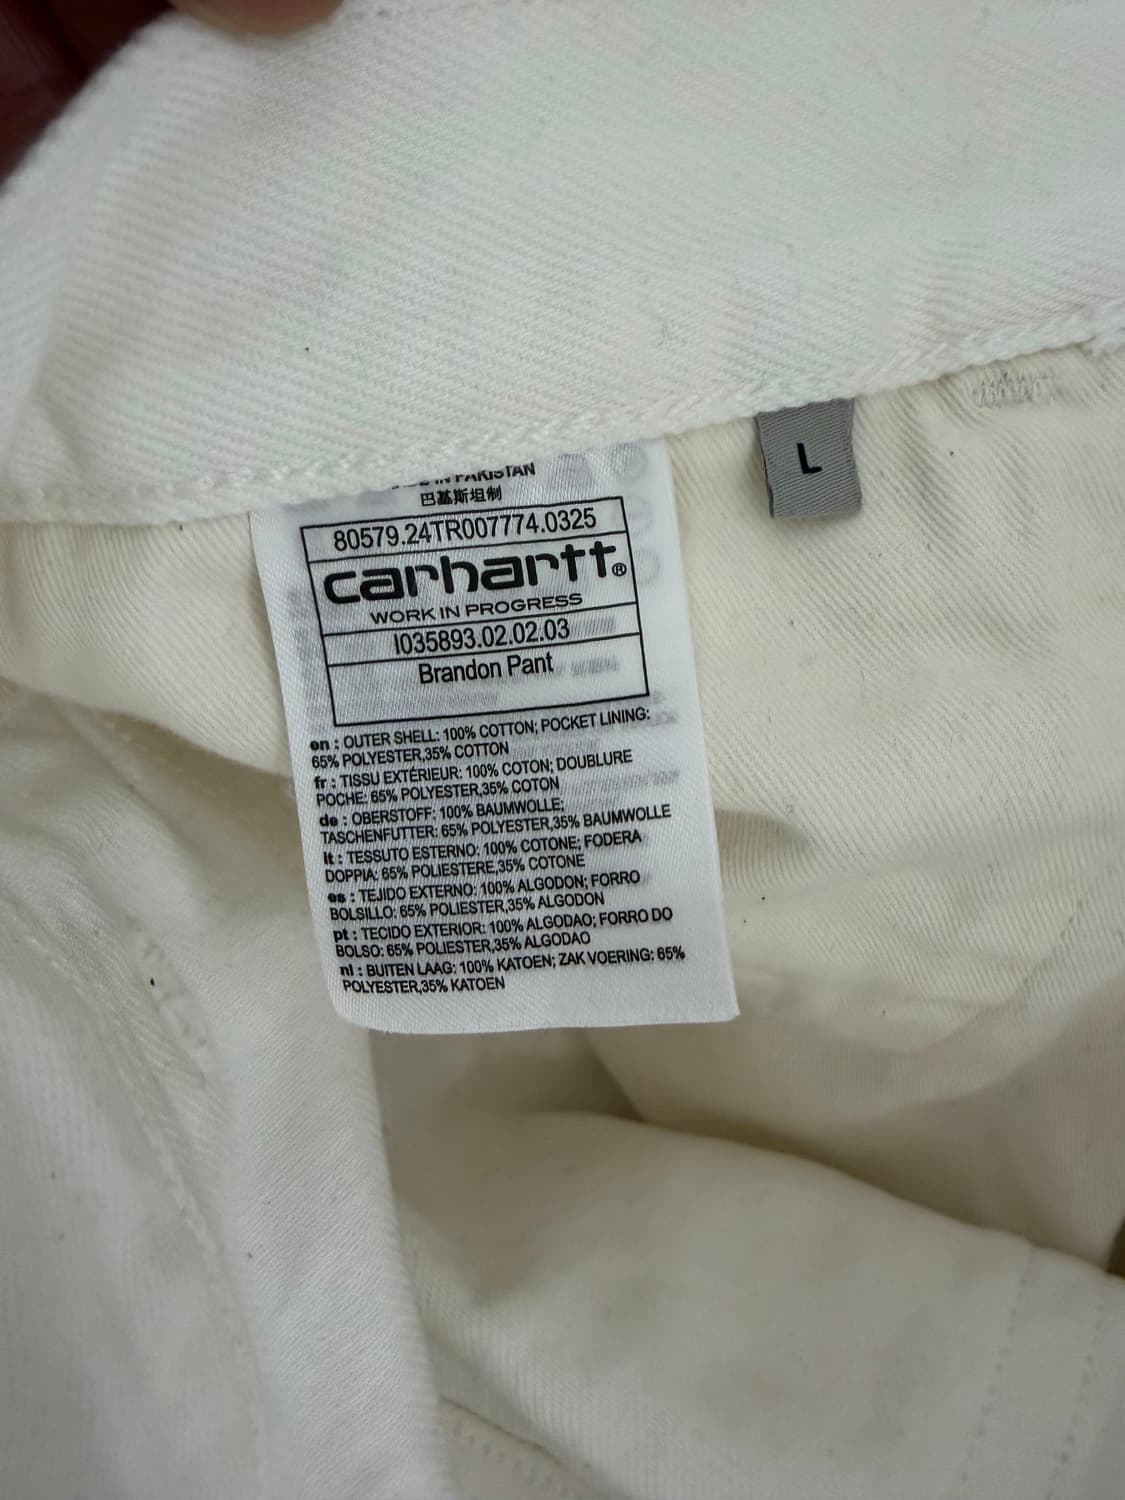 MADE IN PAKISTAN
巴基斯坦制
80579.24TR007774.0325
carhartt®
WORK IN PROGRESS
I035893.02.02.03
Brandon Pant
en : OUTER SHELL: 100% COTTON; POCKET LINING:
65% POLYESTER,35% COTTON
fr : TISSU EXTÉRIEUR: 100% COTON; DOUBLURE
POCHE: 65% POLYESTER,35% COTON
de : OBERSTOFF: 100% BAUMWOLLE;
TASCHENFUTTER: 65% POLYESTER,35% BAUMWOLLE
it : TESSUTO ESTERNO: 100% COTONE; FODERA
DOPPIA: 65% POLIESTERE,35% COTONE
es : TEJIDO EXTERNO: 100% ALGODON; FORRO
BOLSILLO: 65% POLIESTER,35% ALGODON
pt : TECIDO EXTERIOR: 100% ALGODAO; FORRO DO
BOLSO: 65% POLIESTER,35% ALGODAO
nl : BUITEN LAAG: 100% KATOEN; ZAK VOERING: 65%
POLYESTER,35% KATOEN
L